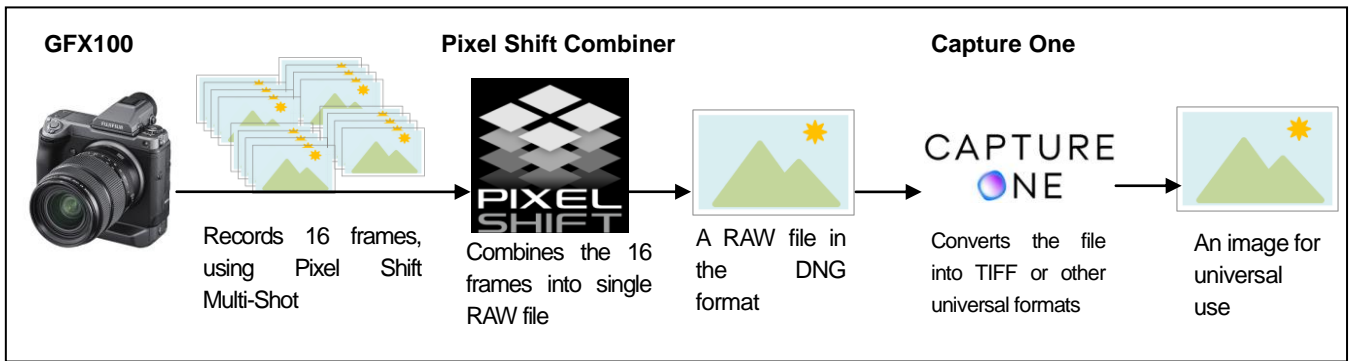 GFX100
Pixel Shift Combiner
Capture One
FUJIFILM
PIXEL
SHIFT
CAPTURE
ONE
Records 16 frames,
using Pixel Shift
Multi-Shot
Combines the 16
frames into single
RAW file
A RAW file in
the DNG
format
Converts the file
into TIFF or other
universal formats
An image for
universal
use